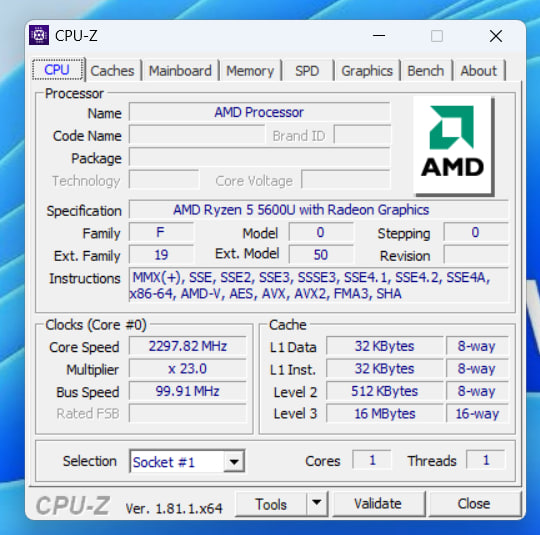 CPU-Z
CPU Caches Mainboard Memory SPD Graphics Bench About
Processor
Name AMD Processor
Code Name Brand ID
Package
Technology Core Voltage
AMD
Specification AMD Ryzen 5 5600U with Radeon Graphics
Family F Model 0 Stepping 0
Ext. Family 19 Ext. Model 50 Revision
Instructions MMX(+), SSE, SSE2, SSE3, SSSE3, SSE4.1, SSE4.2, SSE4A,
x86-64, AMD-V, AES, AVX, AVX2, FMA3, SHA
Clocks (Core #0)
Core Speed 2297.82 MHz
Multiplier x 23.0
Bus Speed 99.91 MHz
Rated FSB
Cache
L1 Data 32 KBytes 8-way
L1 Inst. 32 KBytes 8-way
Level 2 512 KBytes 8-way
Level 3 16 MBytes 16-way
Selection Socket #1 Cores 1 Threads 1
CPU-Z Ver. 1.81.1.x64 Tools Validate Close